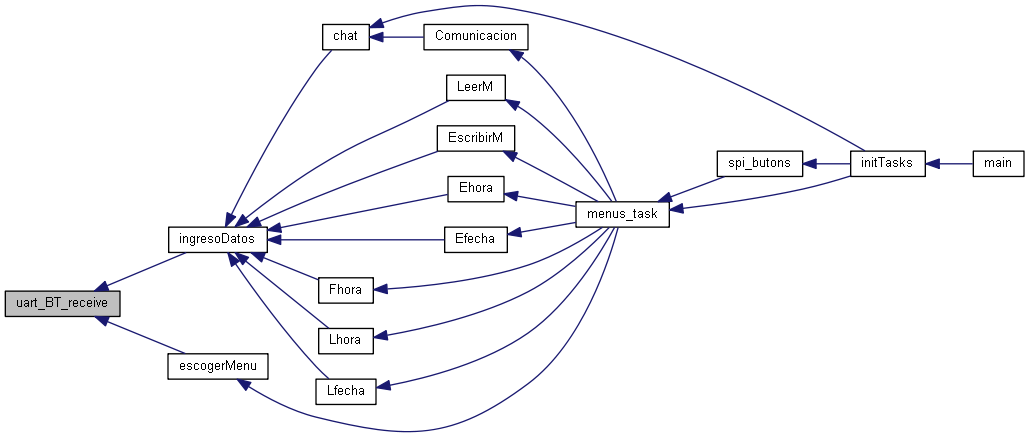 chat
Comunicacion
LeerM
EscribirM
spi_butons
initTasks
main
Ehora
menus_task
ingresoDatos
Efecha
Fhora
uart_BT_receive
Lhora
escogerMenu
Lfecha